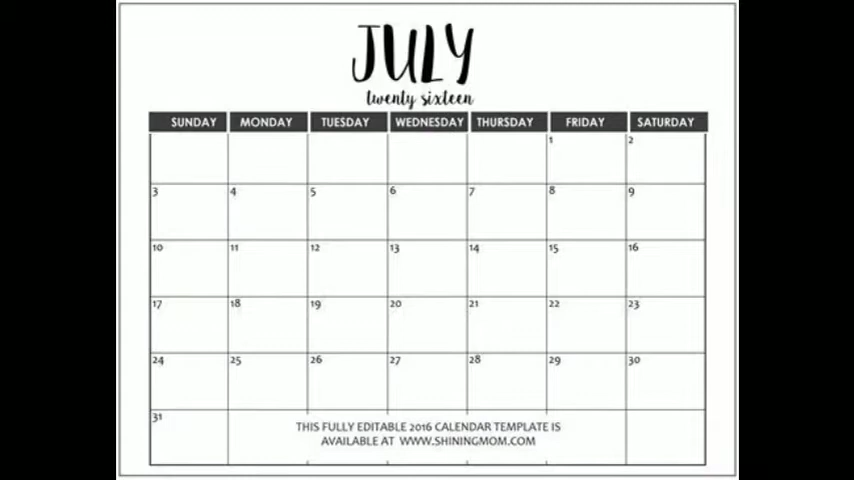 JULY
twenty sixteen
SUNDAY MONDAY TUESDAY WEDNESDAY THURSDAY FRIDAY SATURDAY
1 2
3 4 5 6 7 8 9
10 11 12 13 14 15 16
17 18 19 20 21 22 23
24 25 26 27 28 29 30
31
THIS FULLY EDITABLE 2016 CALENDAR TEMPLATE IS
AVAILABLE AT WWW.SHININGMOM.COM